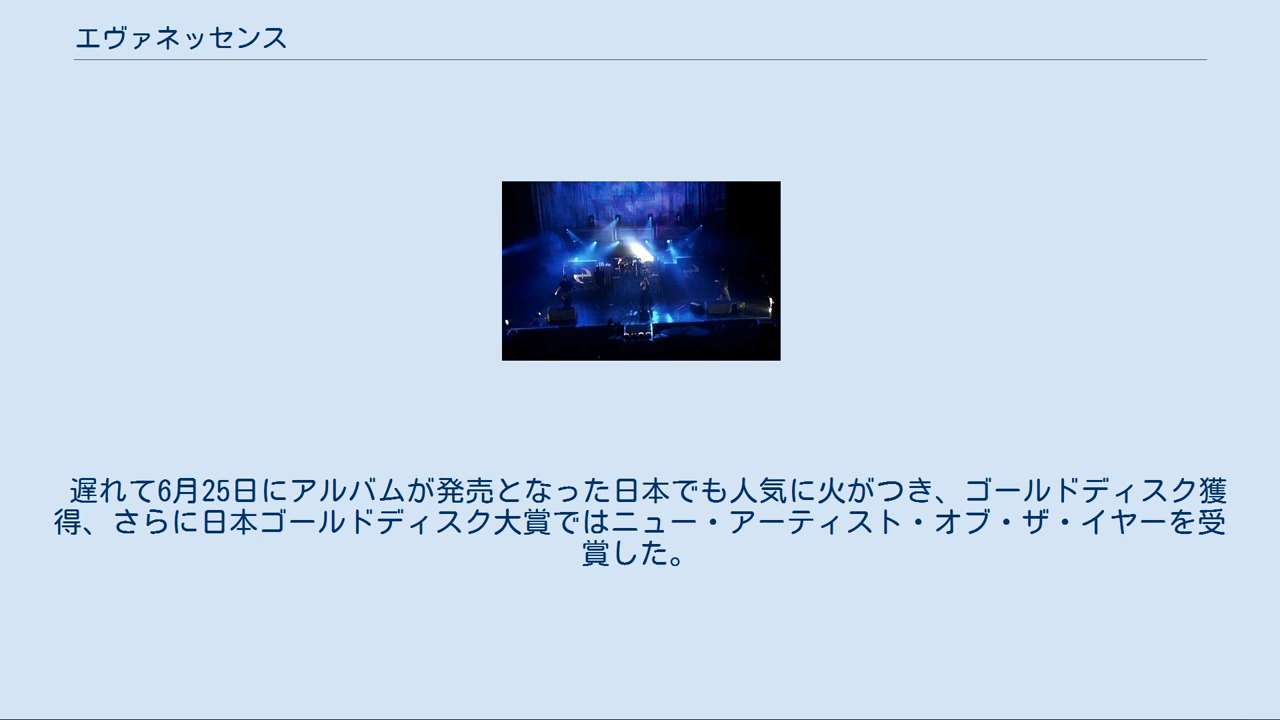 エヴァネッセンス
遅れて6月25日にアルバムが発売となった日本でも人気に火がつき、ゴールドディスク獲
得、さらに日本ゴールドディスク大賞ではニュー・アーティスト・オブ・ザ・イヤーを受
賞した。